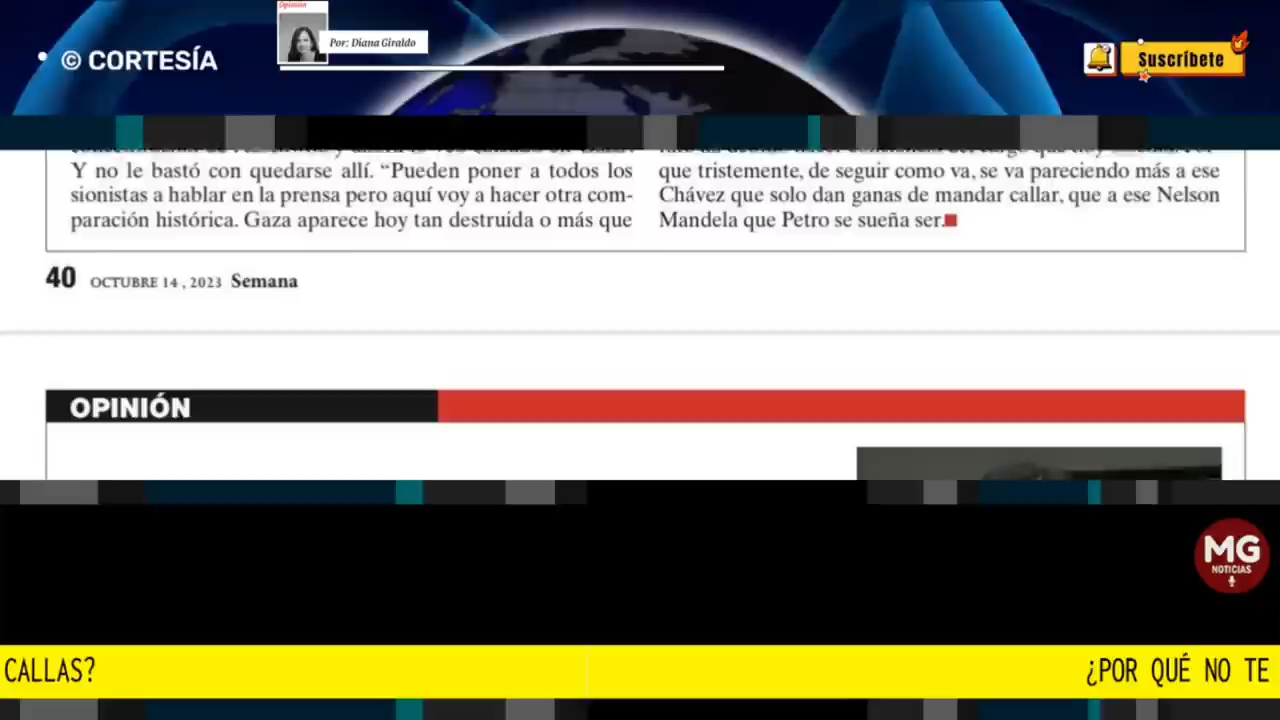 Opinión
Por: Diana Giraldo
© CORTESÍA
Suscríbete
Y no le bastó con quedarse allí. “Pueden poner a todos los
sionistas a hablar en la prensa pero aquí voy a hacer otra com-
paración histórica. Gaza aparece hoy tan destruida o más que
que tristemente, de seguir como va, se va pareciendo más a ese
Chávez que solo dan ganas de mandar callar, que a ese Nelson
Mandela que Petro se sueña ser.
40 OCTUBRE 14, 2023 Semana
OPINIÓN
MG
NOTICIAS
CALLAS?
¿POR QUÉ NO TE